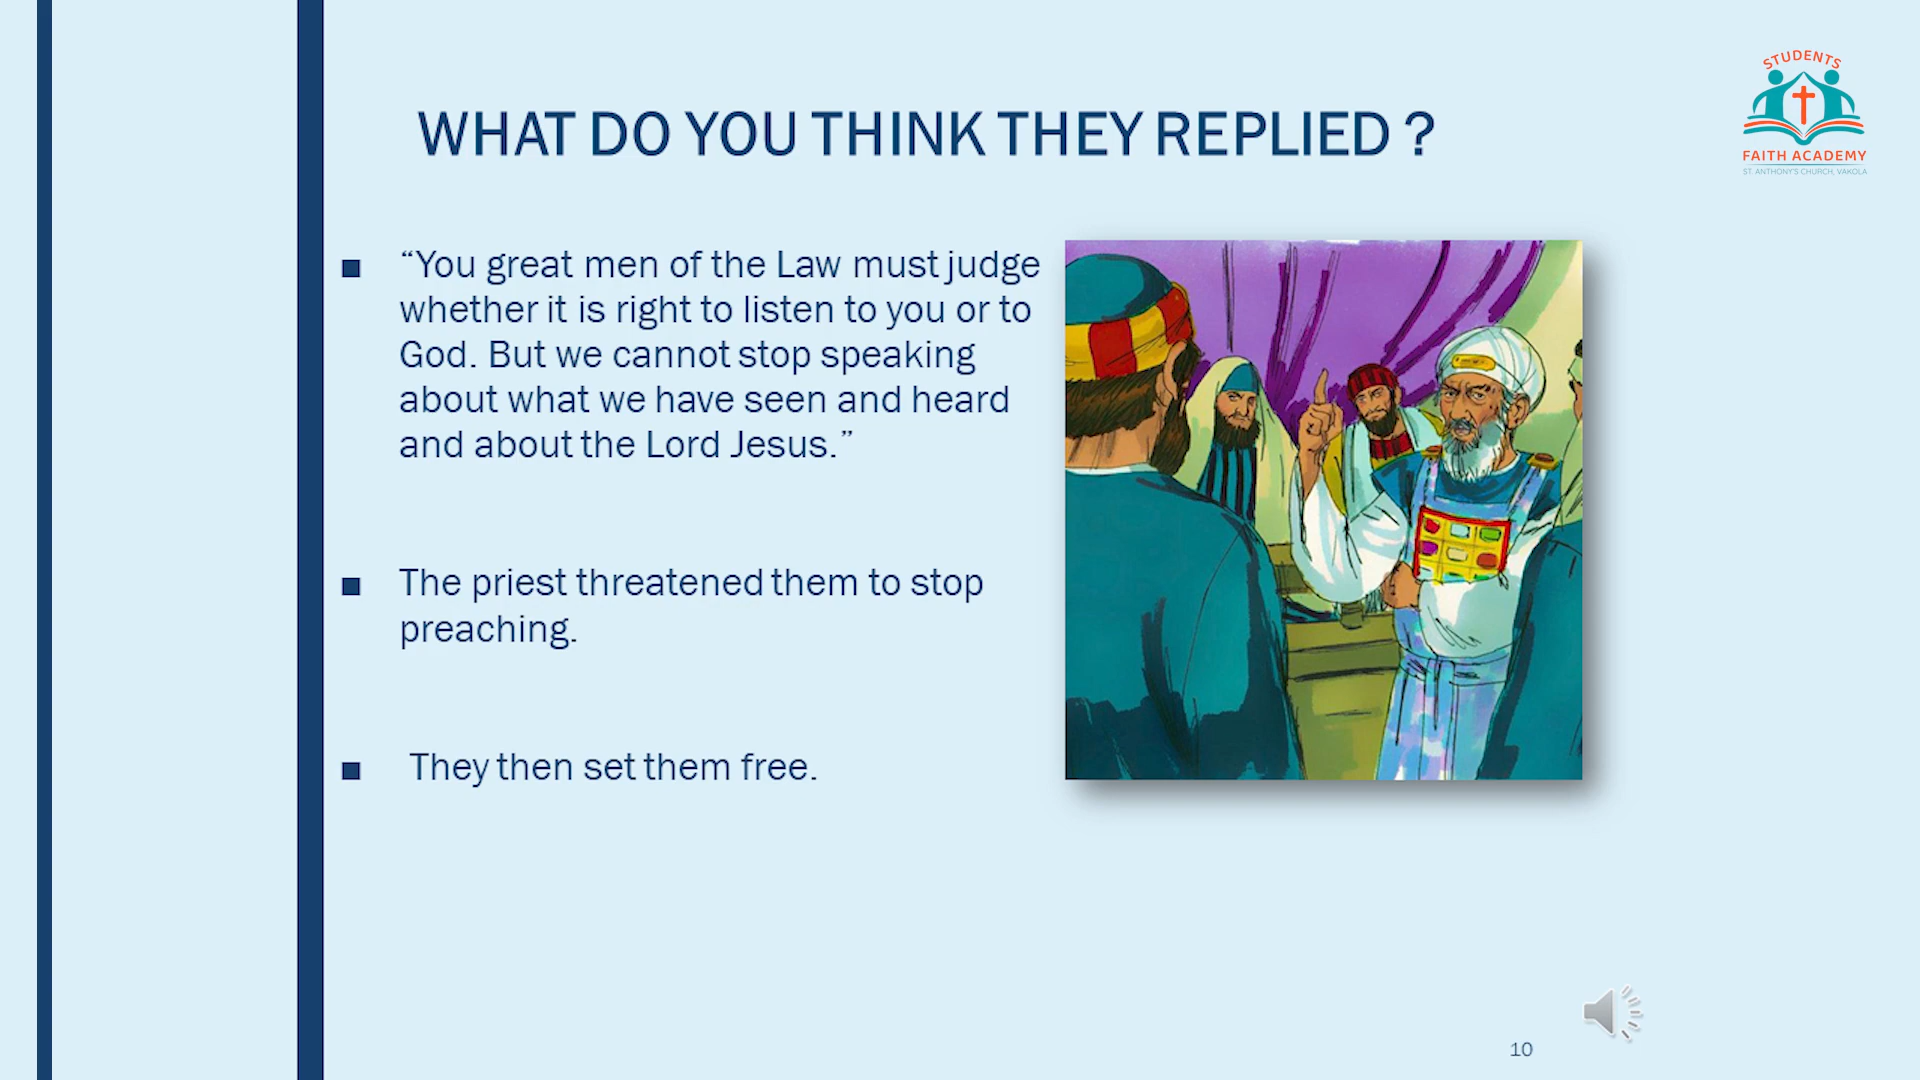 STUDENTS
FAITH ACADEMY
ST. ANTHONY'S CHURCH, VAKOLA
WHAT DO YOU THINK THEY REPLIED ?
■ “You great men of the Law must judge
whether it is right to listen to you or to
God. But we cannot stop speaking
about what we have seen and heard
and about the Lord Jesus.”
■ The priest threatened them to stop
preaching.
■ They then set them free.
10